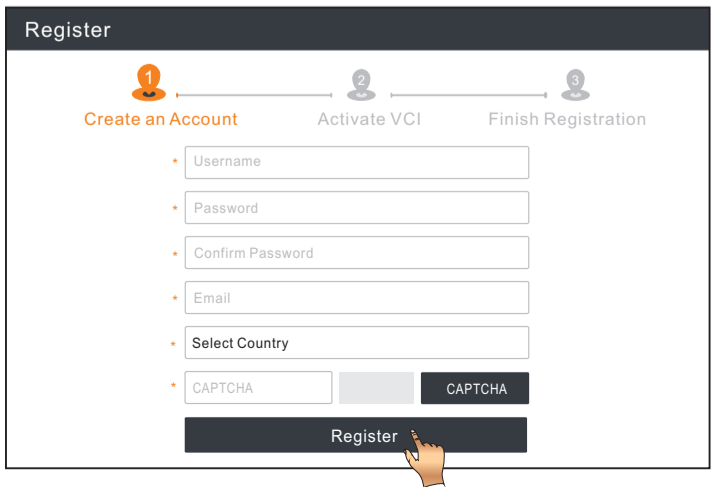 Register
1 2 3
Create an Account Activate VCI Finish Registration
* Username
* Password
* Confirm Password
* Email
* Select Country
* CAPTCHA CAPTCHA
Register